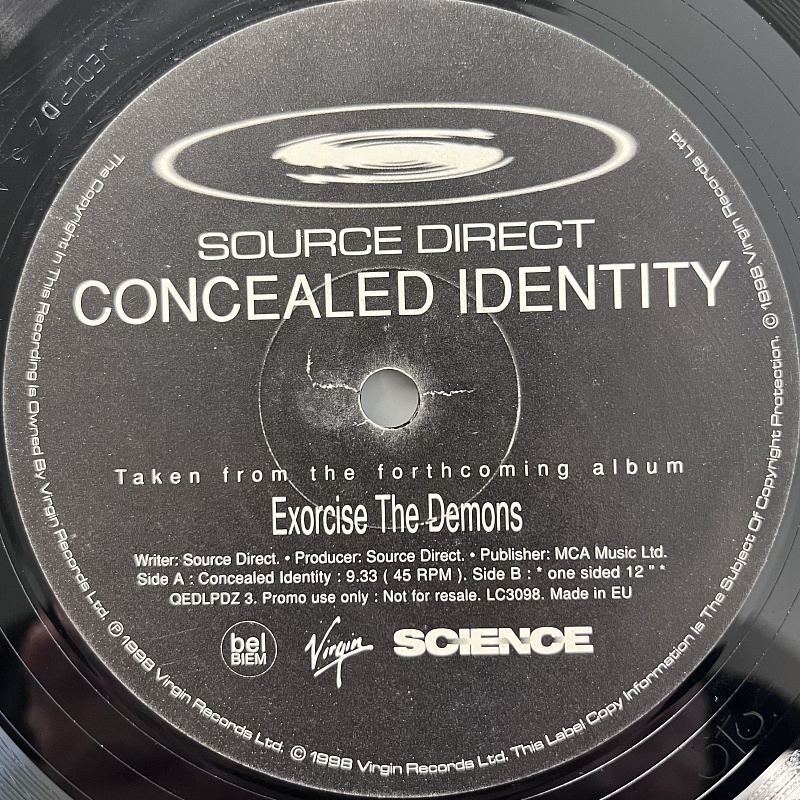 SOURCE DIRECT
CONCEALED IDENTITY
Taken from the forthcoming album
Exorcise The Demons
Writer: Source Direct. • Producer: Source Direct. • Publisher: MCA Music Ltd.
Side A : Concealed Identity : 9.33 ( 45 RPM ). Side B : * one sided 12 " *
QEDLPDZ 3. Promo use only : Not for resale. LC3098. Made in EU
bel
BIEM
Virgin
SCIENCE
The Copyright In This Recording Is Owned By Virgin Records Ltd. ℗ 1998 Virgin Records Ltd. © 1998 Virgin Records Ltd. This Label Copy Information Is The Subject Of Copyright Protection. © 1998 Virgin Records Ltd.